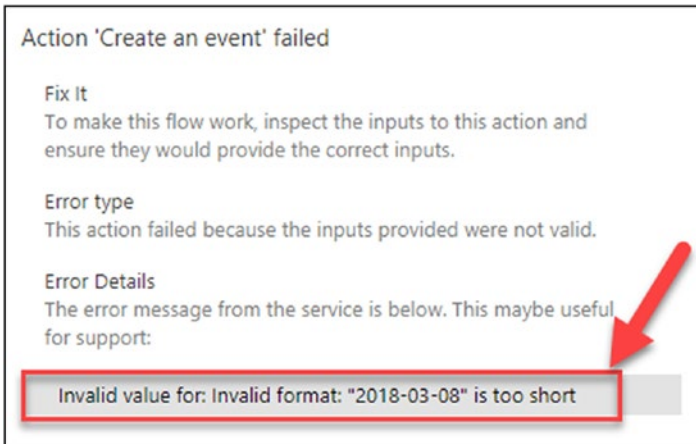 Action 'Create an event' failed
Fix It
To make this flow work, inspect the inputs to this action and
ensure they would provide the correct inputs.
Error type
This action failed because the inputs provided were not valid.
Error Details
The error message from the service is below. This maybe useful
for support:
Invalid value for: Invalid format: "2018-03-08" is too short